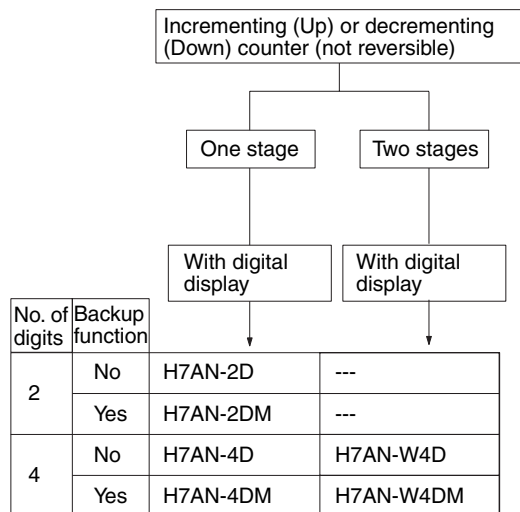 Incrementing (Up) or decrementing
(Down) counter (not reversible)
One stage
Two stages
With digital
display
With digital
display
No. of
digits
Backup
function
2
No
H7AN-2D
---
Yes
H7AN-2DM
---
4
No
H7AN-4D
H7AN-W4D
Yes
H7AN-4DM
H7AN-W4DM